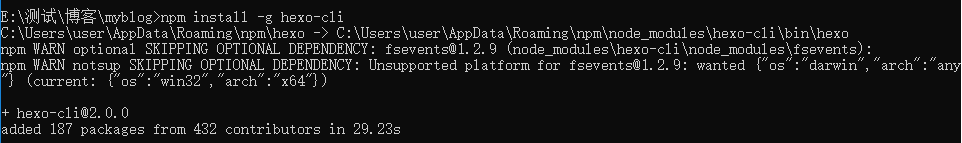 E:\测试\博客\myblog>npm install -g hexo-cli
C:\Users\user\AppData\Roaming\npm\hexo -> C:\Users\user\AppData\Roaming\npm\node_modules\hexo-cli\bin\hexo
npm WARN optional SKIPPING OPTIONAL DEPENDENCY: fsevents@1.2.9 (node_modules\hexo-cli\node_modules\fsevents):
npm WARN notsup SKIPPING OPTIONAL DEPENDENCY: Unsupported platform for fsevents@1.2.9: wanted {"os":"darwin","arch":"any
"} (current: {"os":"win32","arch":"x64"})
+ hexo-cli@2.0.0
added 187 packages from 432 contributors in 29.23s